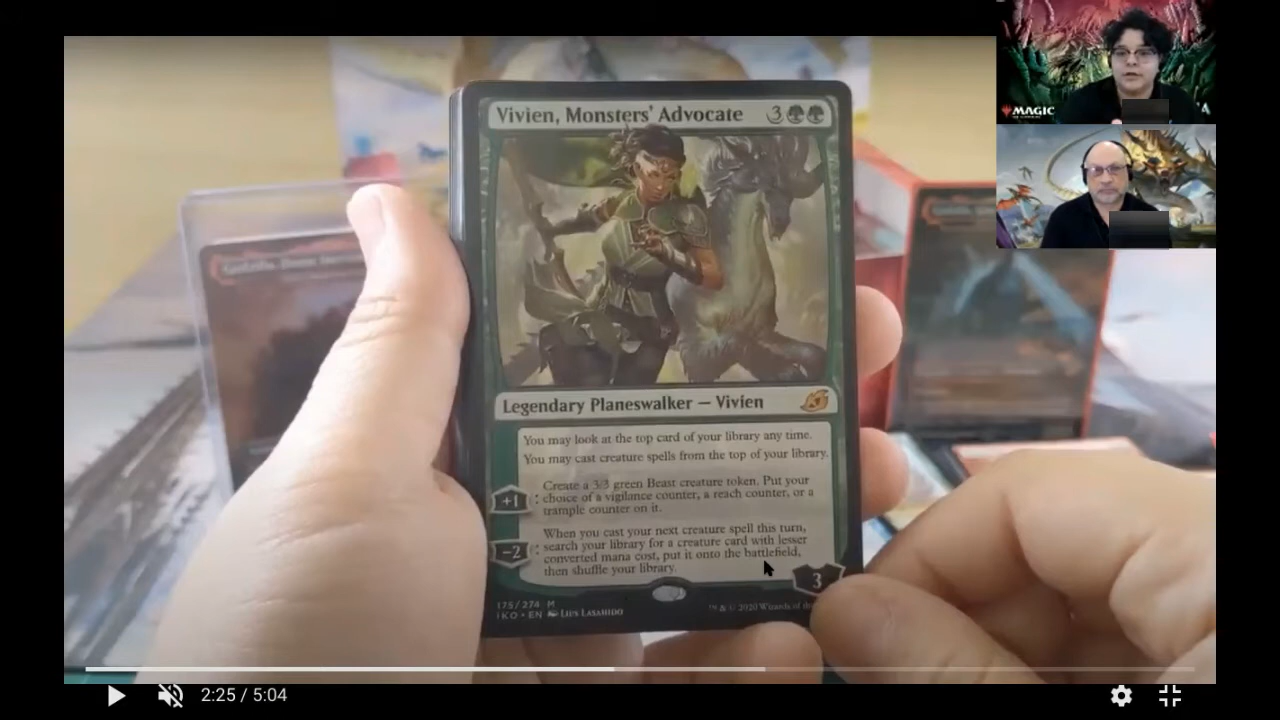 Vivien, Monsters' Advocate 3
MAGIC
Legendary Planeswalker — Vivien
You may look at the top card of your library any time.
You may cast creature spells from the top of your library.
+1: Create a 3/3 green Beast creature token. Put your
choice of a vigilance counter, a reach counter, or a
trample counter on it.
−2: When you cast your next creature spell this turn,
search your library for a creature card with lesser
converted mana cost, put it onto the battlefield,
then shuffle your library.
3
175/274 M
IKO • EN Lius Lasahido
™ & © 2020 Wizards of the
2:25 / 5:04